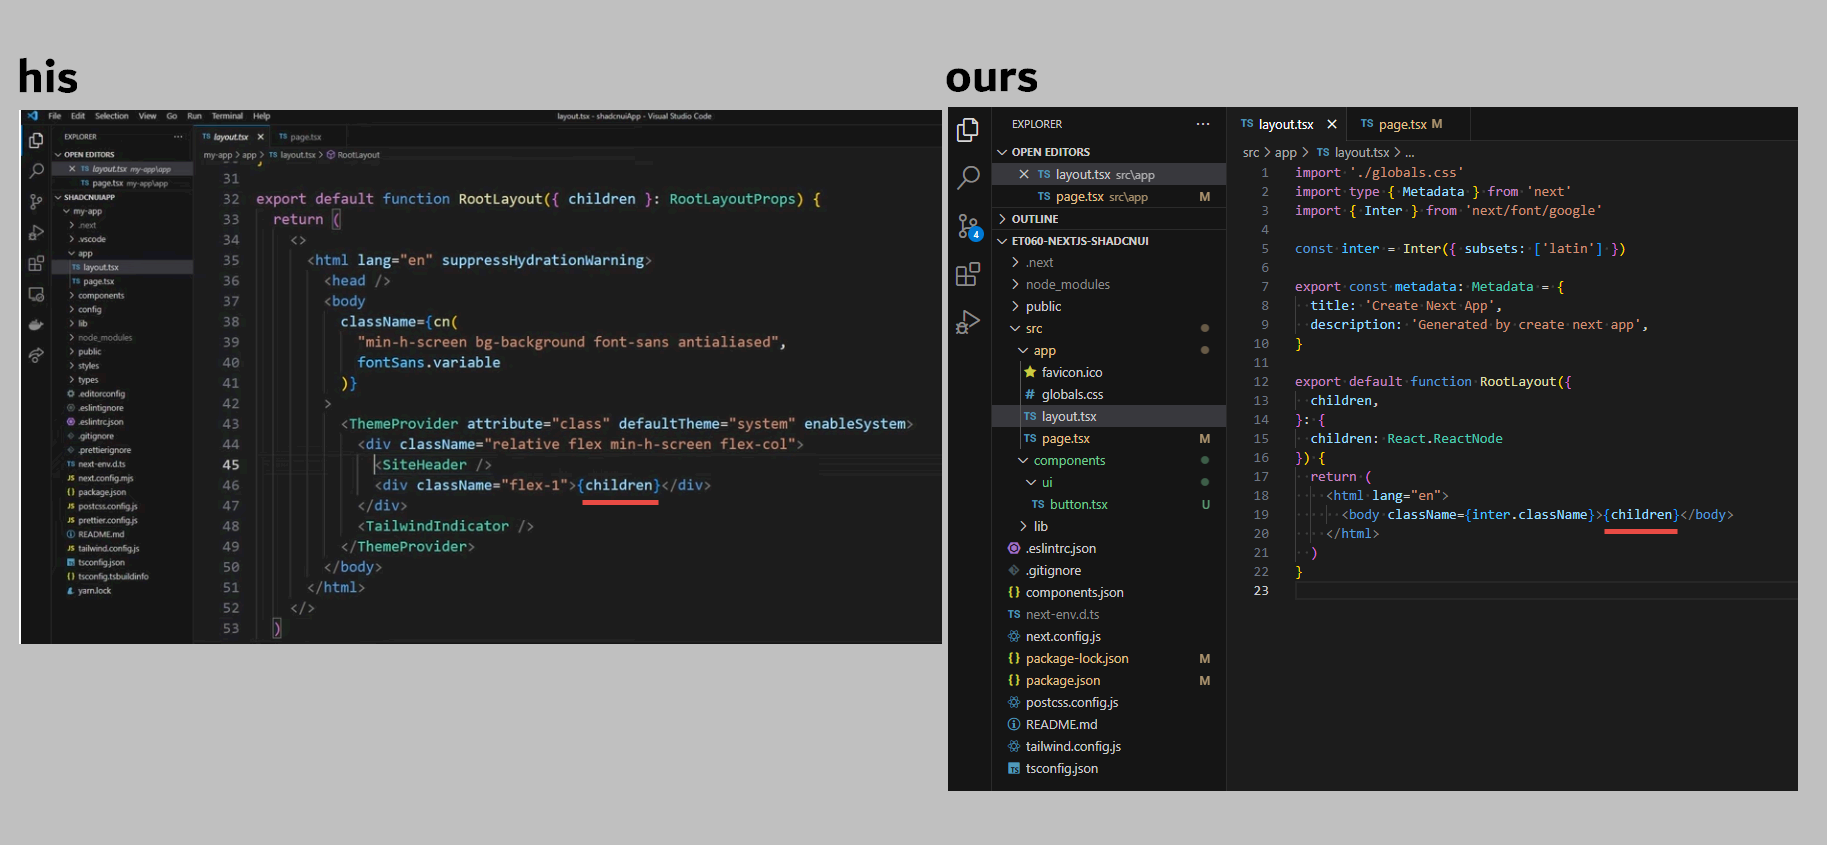 his
File Edit Selection View Go Run Terminal Help
layout.tsx - shadcnuiApp - Visual Studio Code
EXPLORER ...
OPEN EDITORS
TS layout.tsx my-app\app
TS page.tsx my-app\app
SHADCNUIAPP
my-app
.next
.vscode
app
TS layout.tsx
TS page.tsx
components
config
lib
node_modules
public
styles
types
.editorconfig
.eslintignore
.eslintrc.json
.gitignore
.prettierignore
TS next-env.d.ts
JS next.config.mjs
{} package.json
JS postcss.config.js
JS prettier.config.js
README.md
JS tailwind.config.js
tsconfig.json
{} tsconfig.tsbuildinfo
yarn.lock
TS layout.tsx TS page.tsx
my-app > app > TS layout.tsx > RootLayout
31
32 export default function RootLayout({ children }: RootLayoutProps) {
33 return (
34 <>
35 <html lang="en" suppressHydrationWarning>
36 <head />
37 <body
38 className={cn(
39 "min-h-screen bg-background font-sans antialiased",
40 fontSans.variable
41 )}
42 >
43 <ThemeProvider attribute="class" defaultTheme="system" enableSystem>
44 <div className="relative flex min-h-screen flex-col">
45 <SiteHeader />
46 <div className="flex-1">{children}</div>
47 </div>
48 <TailwindIndicator />
49 </ThemeProvider>
50 </body>
51 </html>
52 </>
53 )
ours
EXPLORER ...
OPEN EDITORS
TS layout.tsx src\app
TS page.tsx src\app M
OUTLINE
4
ET060-NEXTJS-SHADCNUI
.next
node_modules
public
src
app
favicon.ico
# globals.css
TS layout.tsx
TS page.tsx M
components
ui
TS button.tsx U
lib
.eslintrc.json
.gitignore
{} components.json
TS next-env.d.ts
next.config.js
{} package-lock.json M
{} package.json M
postcss.config.js
README.md
tailwind.config.js
TS tsconfig.json
TS layout.tsx TS page.tsx M
src > app > TS layout.tsx > ...
1 import './globals.css'
2 import type { Metadata } from 'next'
3 import { Inter } from 'next/font/google'
4
5 const inter = Inter({ subsets: ['latin'] })
6
7 export const metadata: Metadata = {
8 title: 'Create Next App',
9 description: 'Generated by create next app',
10 }
11
12 export default function RootLayout({
13 children,
14 }: {
15 children: React.ReactNode
16 }) {
17 return (
18 <html lang="en">
19 <body className={inter.className}>{children}</body>
20 </html>
21 )
22 }
23